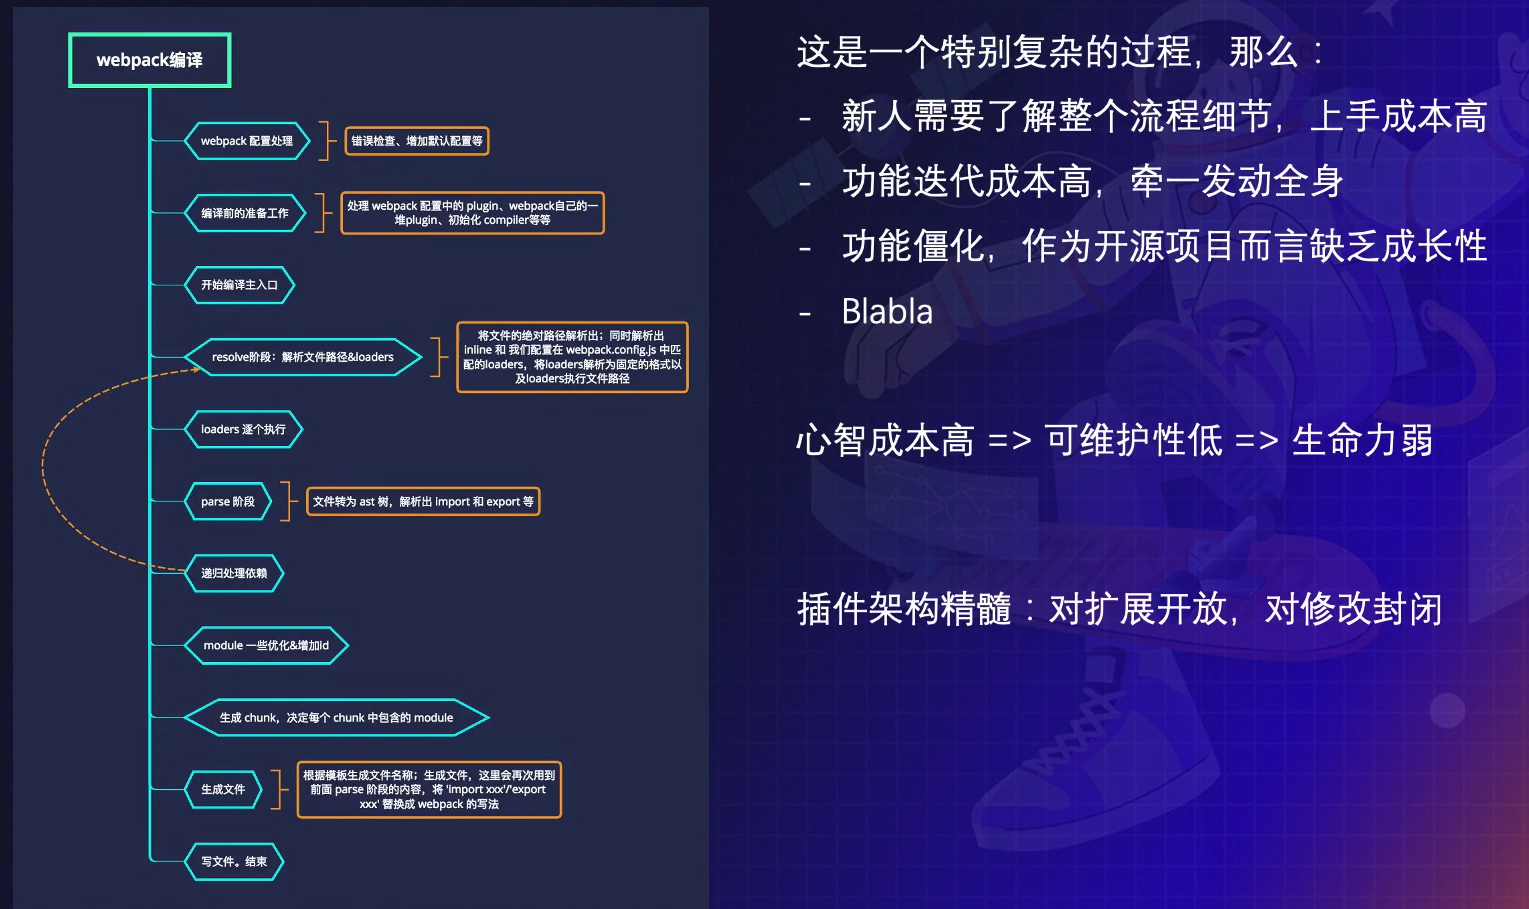 webpack编译
webpack 配置处理
错误检查、增加默认配置等
编译前的准备工作
处理 webpack 配置中的 plugin、webpack自己的一
堆plugin、初始化 compiler等等
开始编译主入口
resolve阶段：解析文件路径&loaders
将文件的绝对路径解析出；同时解析出
inline 和 我们配置在 webpack.config.js 中匹
配的loaders，将loaders解析为固定的格式以
及loaders执行文件路径
loaders 逐个执行
parse 阶段
文件转为 ast 树，解析出 import 和 export 等
递归处理依赖
module 一些优化&增加id
生成 chunk，决定每个 chunk 中包含的 module
生成文件
根据模板生成文件名称；生成文件，这里会再次用到
前面 parse 阶段的内容，将 'import xxx'/'export
xxx' 替换成 webpack 的写法
写文件。结束
这是一个特别复杂的过程，那么：
- 新人需要了解整个流程细节，上手成本高
- 功能迭代成本高，牵一发动全身
- 功能僵化，作为开源项目而言缺乏成长性
- Blabla
心智成本高 => 可维护性低 => 生命力弱
插件架构精髓：对扩展开放，对修改封闭